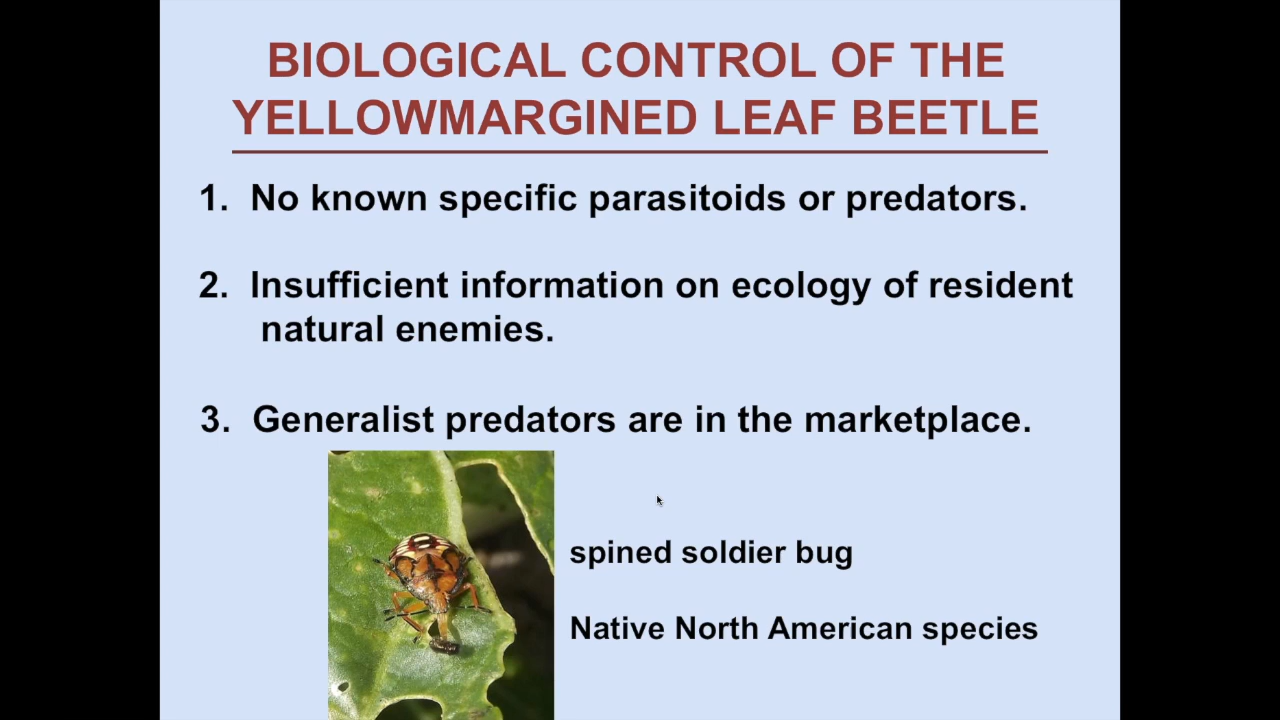 BIOLOGICAL CONTROL OF THE
YELLOWMARGINED LEAF BEETLE
1. No known specific parasitoids or predators.
2. Insufficient information on ecology of resident
natural enemies.
3. Generalist predators are in the marketplace.
spined soldier bug
Native North American species